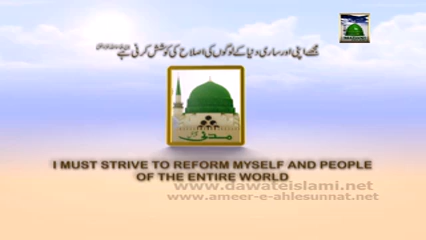 مجھے اپنی اور ساری دنیا کے لوگوں کی اصلاح کی کوشش کرنی ہے
مدنی
I MUST STRIVE TO REFORM MYSELF AND PEOPLE
OF THE ENTIRE WORLD
www.dawateislami.net
www.ameer-e-ahlesunnat.net